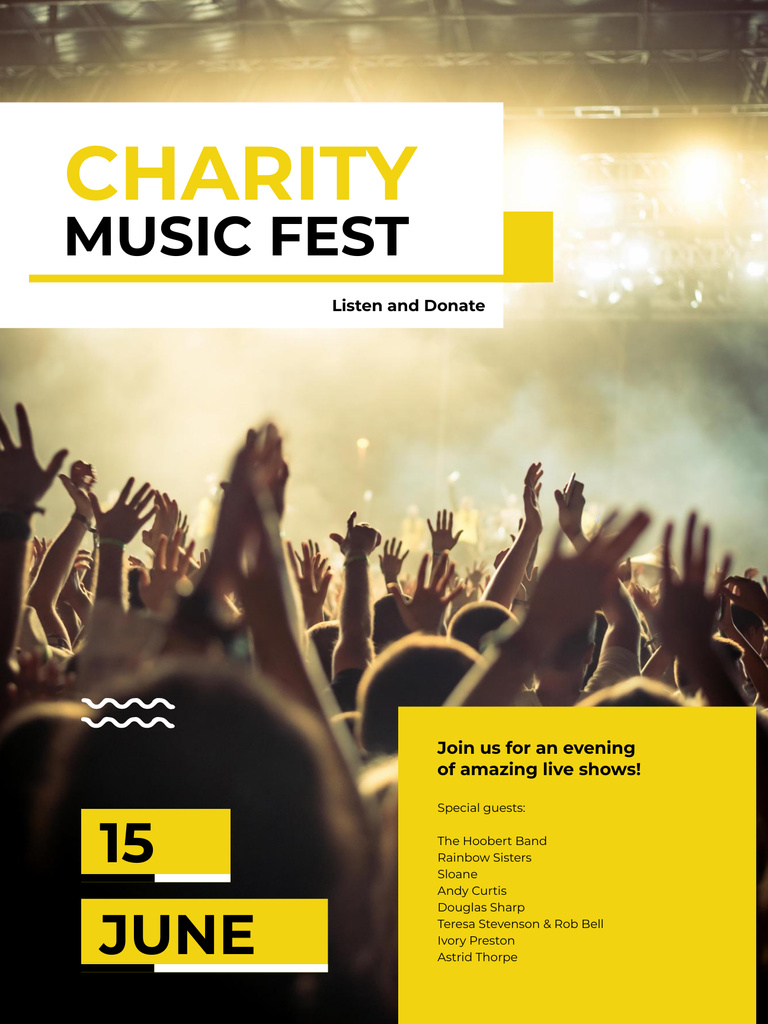 CHARITY
MUSIC FEST
Listen and Donate
15
JUNE
Join us for an evening
of amazing live shows!
Special guests:
The Hoobert Band
Rainbow Sisters
Sloane
Andy Curtis
Douglas Sharp
Teresa Stevenson & Rob Bell
Ivory Preston
Astrid Thorpe